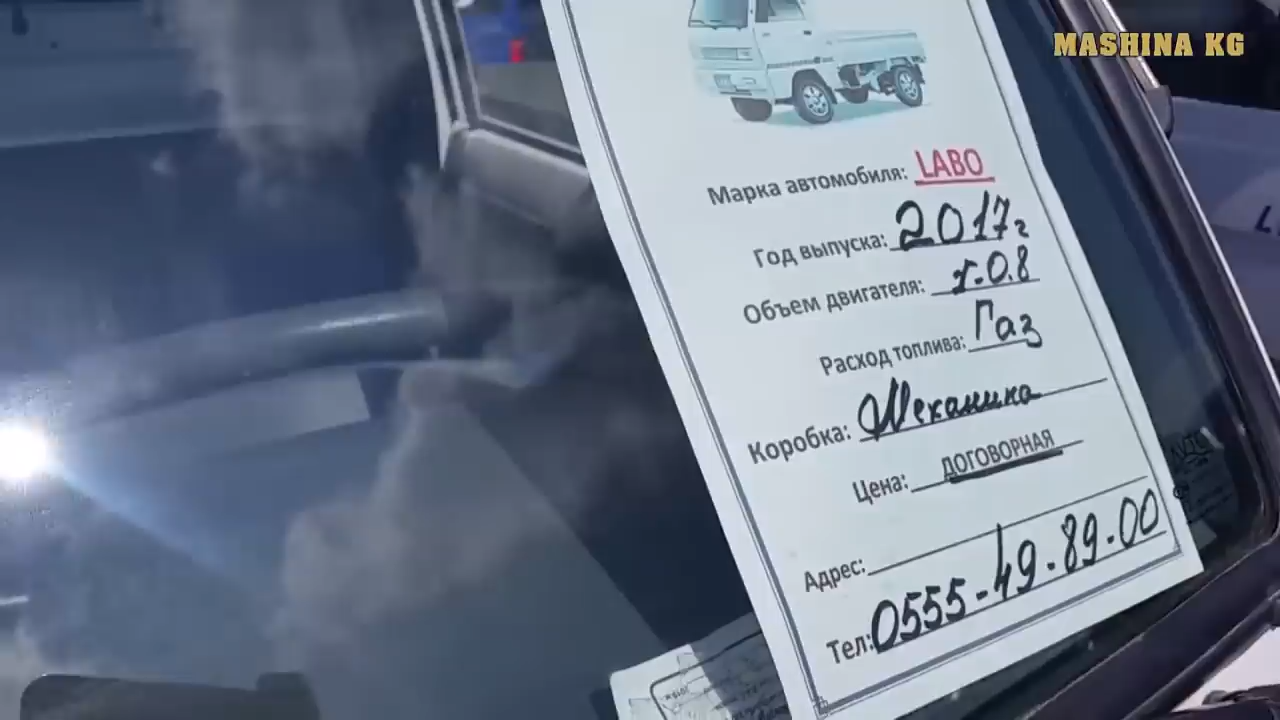 MASHINA KG
Марка автомобиля: LABO
Год выпуска: 2017г
Объем двигателя: г-0.8
Расход топлива: Газ
Коробка: Механика
Цена: ДОГОВОРНАЯ
Адрес:
Тел: 0555-49-89-00